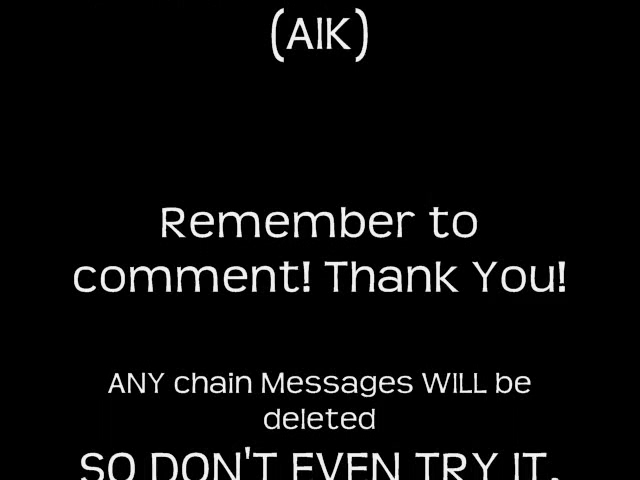 (AIK)
Remember to
comment! Thank You!
ANY chain Messages WILL be
deleted
SO DON'T EVEN TRY IT.